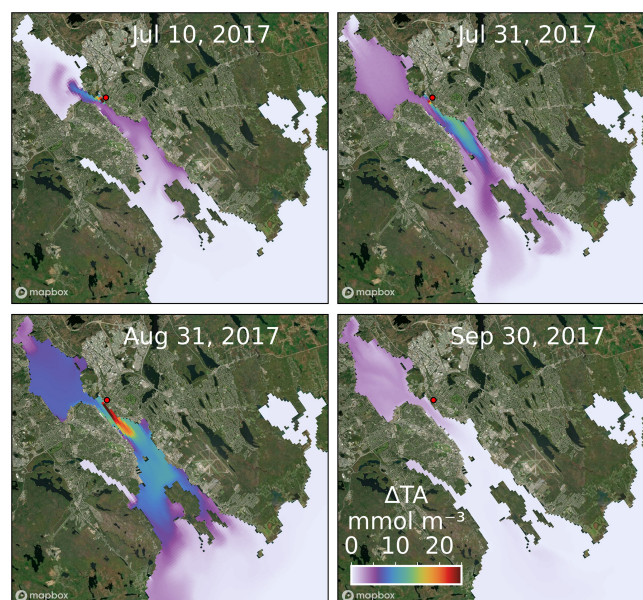 Jul 10, 2017
Jul 31, 2017
mapbox
mapbox
Aug 31, 2017
Sep 30, 2017
ΔTA
mmol m⁻³
0 10 20
mapbox
mapbox